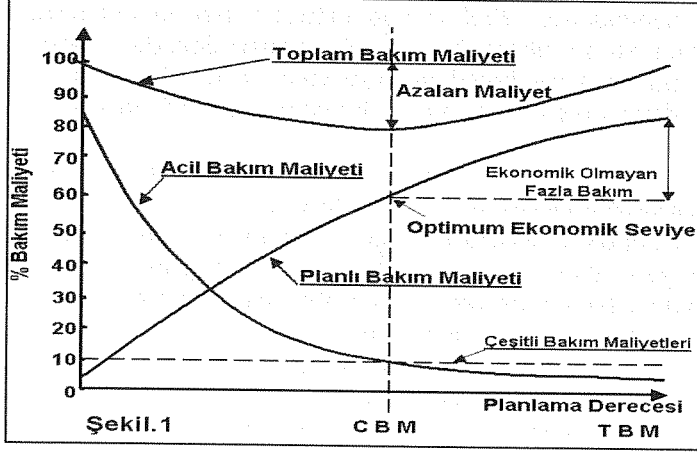 100
Toplam Bakım Maliyeti
90
Azalan Maliyet
80
70
Acil Bakım Maliyeti
Ekonomik Olmayan
Fazla Bakım
60
50
Optimum Ekonomik Seviye
40
Planlı Bakım Maliyeti
30
20
Çeşitli Bakım Maliyetleri
10
0
% Bakım Maliyeti
Planlama Derecesi
Şekil.1
C B M
T B M